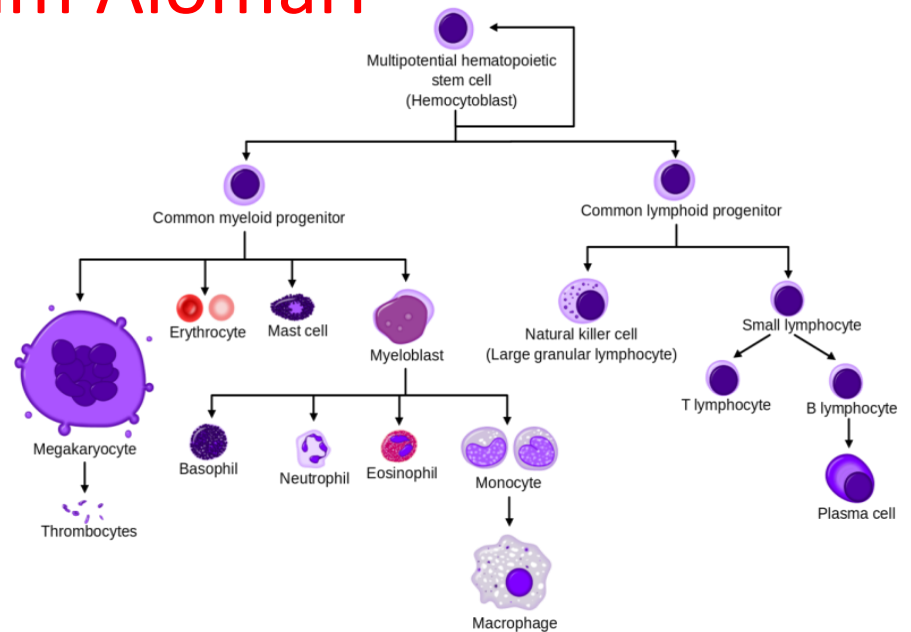 Multipotential hematopoietic
stem cell
(Hemocytoblast)
Common myeloid progenitor
Common lymphoid progenitor
Erythrocyte
Mast cell
Myeloblast
Natural killer cell
(Large granular lymphocyte)
Small lymphocyte
T lymphocyte
B lymphocyte
Megakaryocyte
Basophil
Neutrophil
Eosinophil
Monocyte
Plasma cell
Thrombocytes
Macrophage